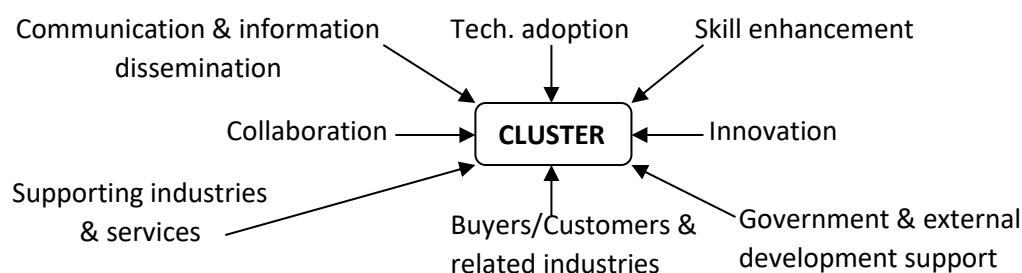 Communication & information
dissemination
Tech. adoption
Skill enhancement
Collaboration
CLUSTER
Innovation
Supporting industries
& services
Buyers/Customers &
related industries
Government & external
development support